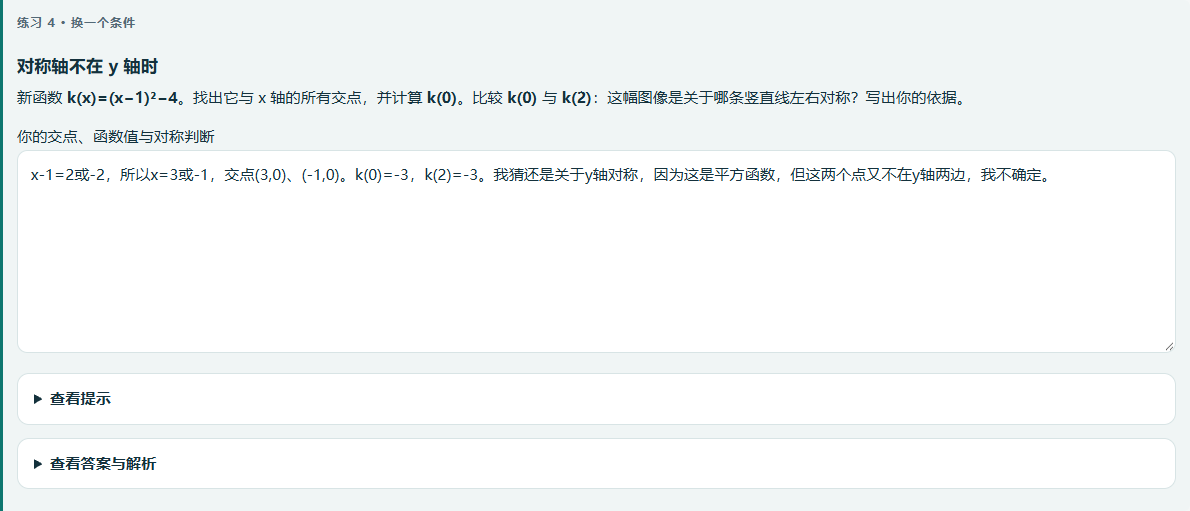 练习 4 • 换一个条件
对称轴不在 y 轴时
新函数 k(x)=(x−1)²−4。找出它与 x 轴的所有交点，并计算 k(0)。比较 k(0) 与 k(2)：这幅图像是关于哪条竖直线左右对称？写出你的依据。
你的交点、函数值与对称判断
x-1=2或-2，所以x=3或-1，交点(3,0)、(-1,0)。k(0)=-3，k(2)=-3。我猜还是关于y轴对称，因为这是平方函数，但这两个点又不在y轴两边，我不确定。
▶ 查看提示
▶ 查看答案与解析